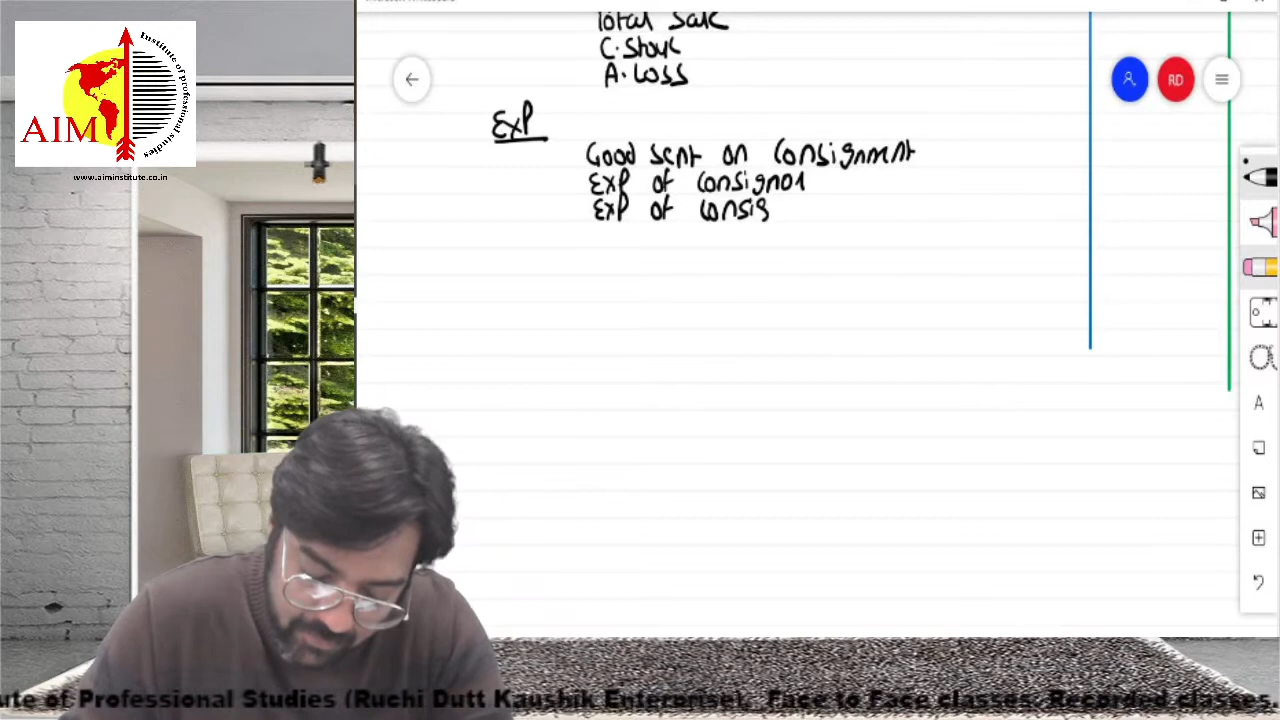 Institute of professional studies
AIM
www.aiminstitute.co.in
Total Sale
C. Stock
A. Loss
RD
Exp
Good sent on Consignment
Exp of Consignor
Exp of consig
A
ute of Professional Studies (Ruchi Dutt Kaushik Enterprise). Face to Face classes. Recorded classes.